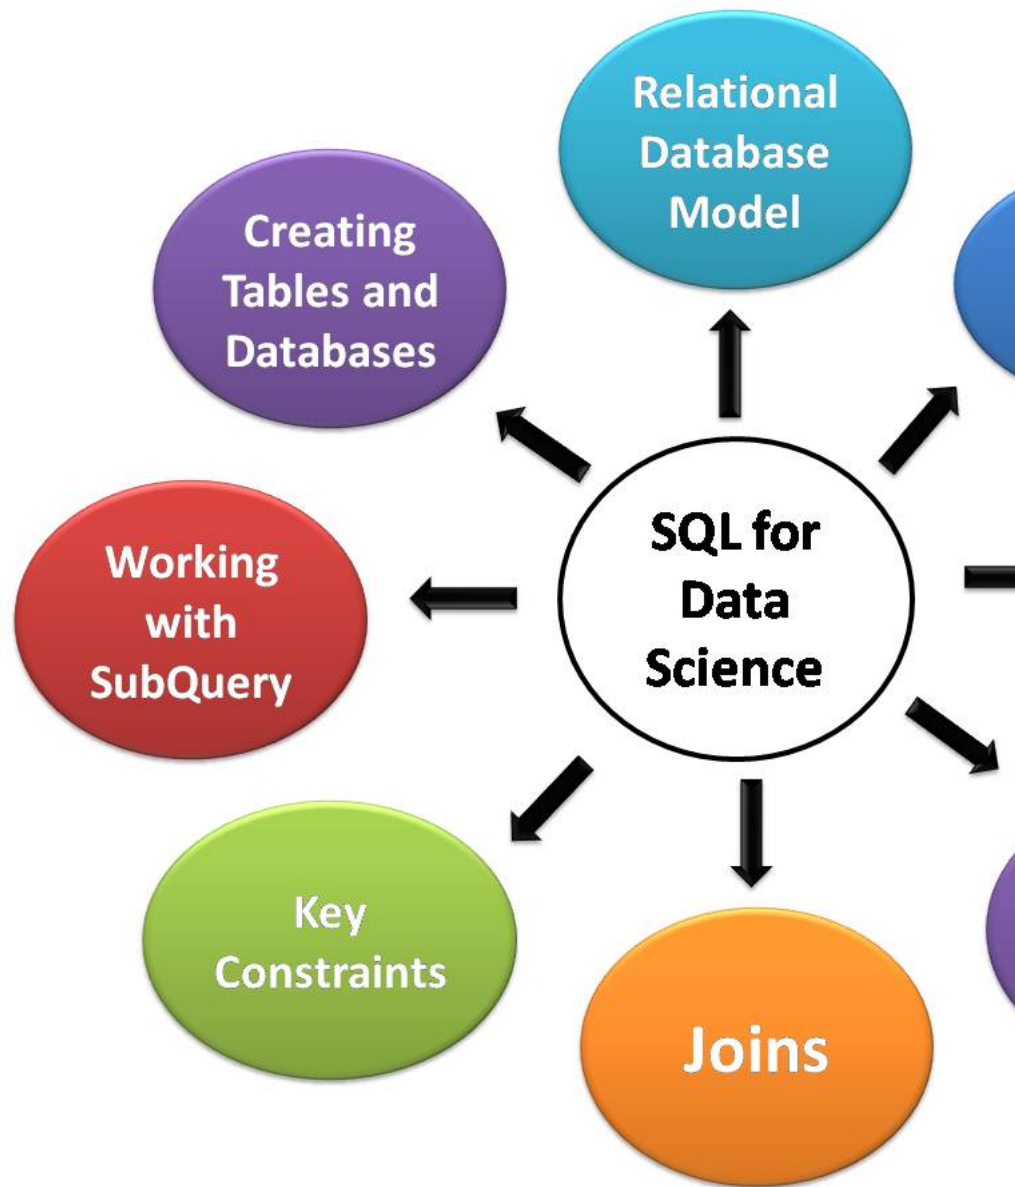 Relational
Database
Model
Creating
Tables and
Databases
SQL for
Data
Science
Working
with
SubQuery
Key
Constraints
Joins